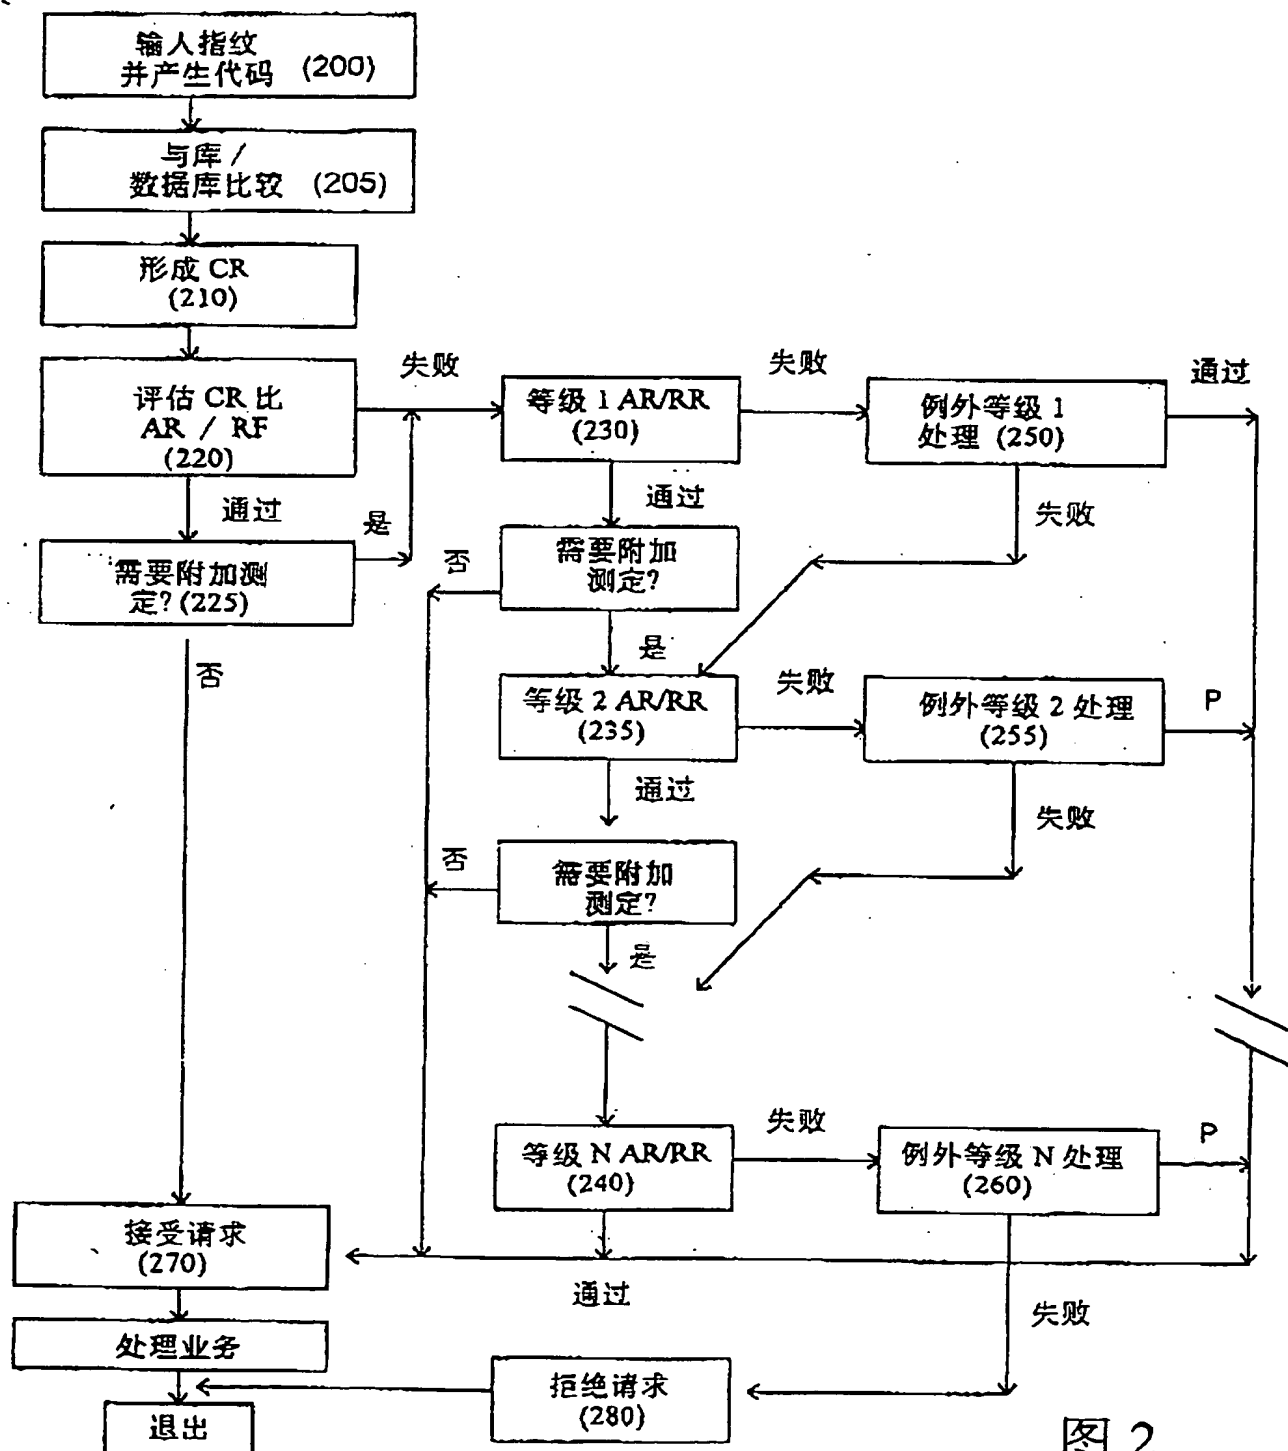 输人指纹
并产生代码 (200)
与库 /
数据库比较 (205)
形成 CR
(210)
评估 CR 比
AR / RF
(220)
失败
等级 1 AR/RR
(230)
失败
例外等级 1
处理 (250)
通过
通过
是
需要附加测
定?(225)
否
通过
需要附加
测定?
否
是
失败
等级 2 AR/RR
(235)
失败
例外等级 2 处理
(255)
P
通过
失败
需要附加
测定?
否
是
等级 N AR/RR
(240)
失败
例外等级 N 处理
(260)
P
接受请求
(270)
通过
失败
处理业务
拒绝请求
(280)
退出
图 2